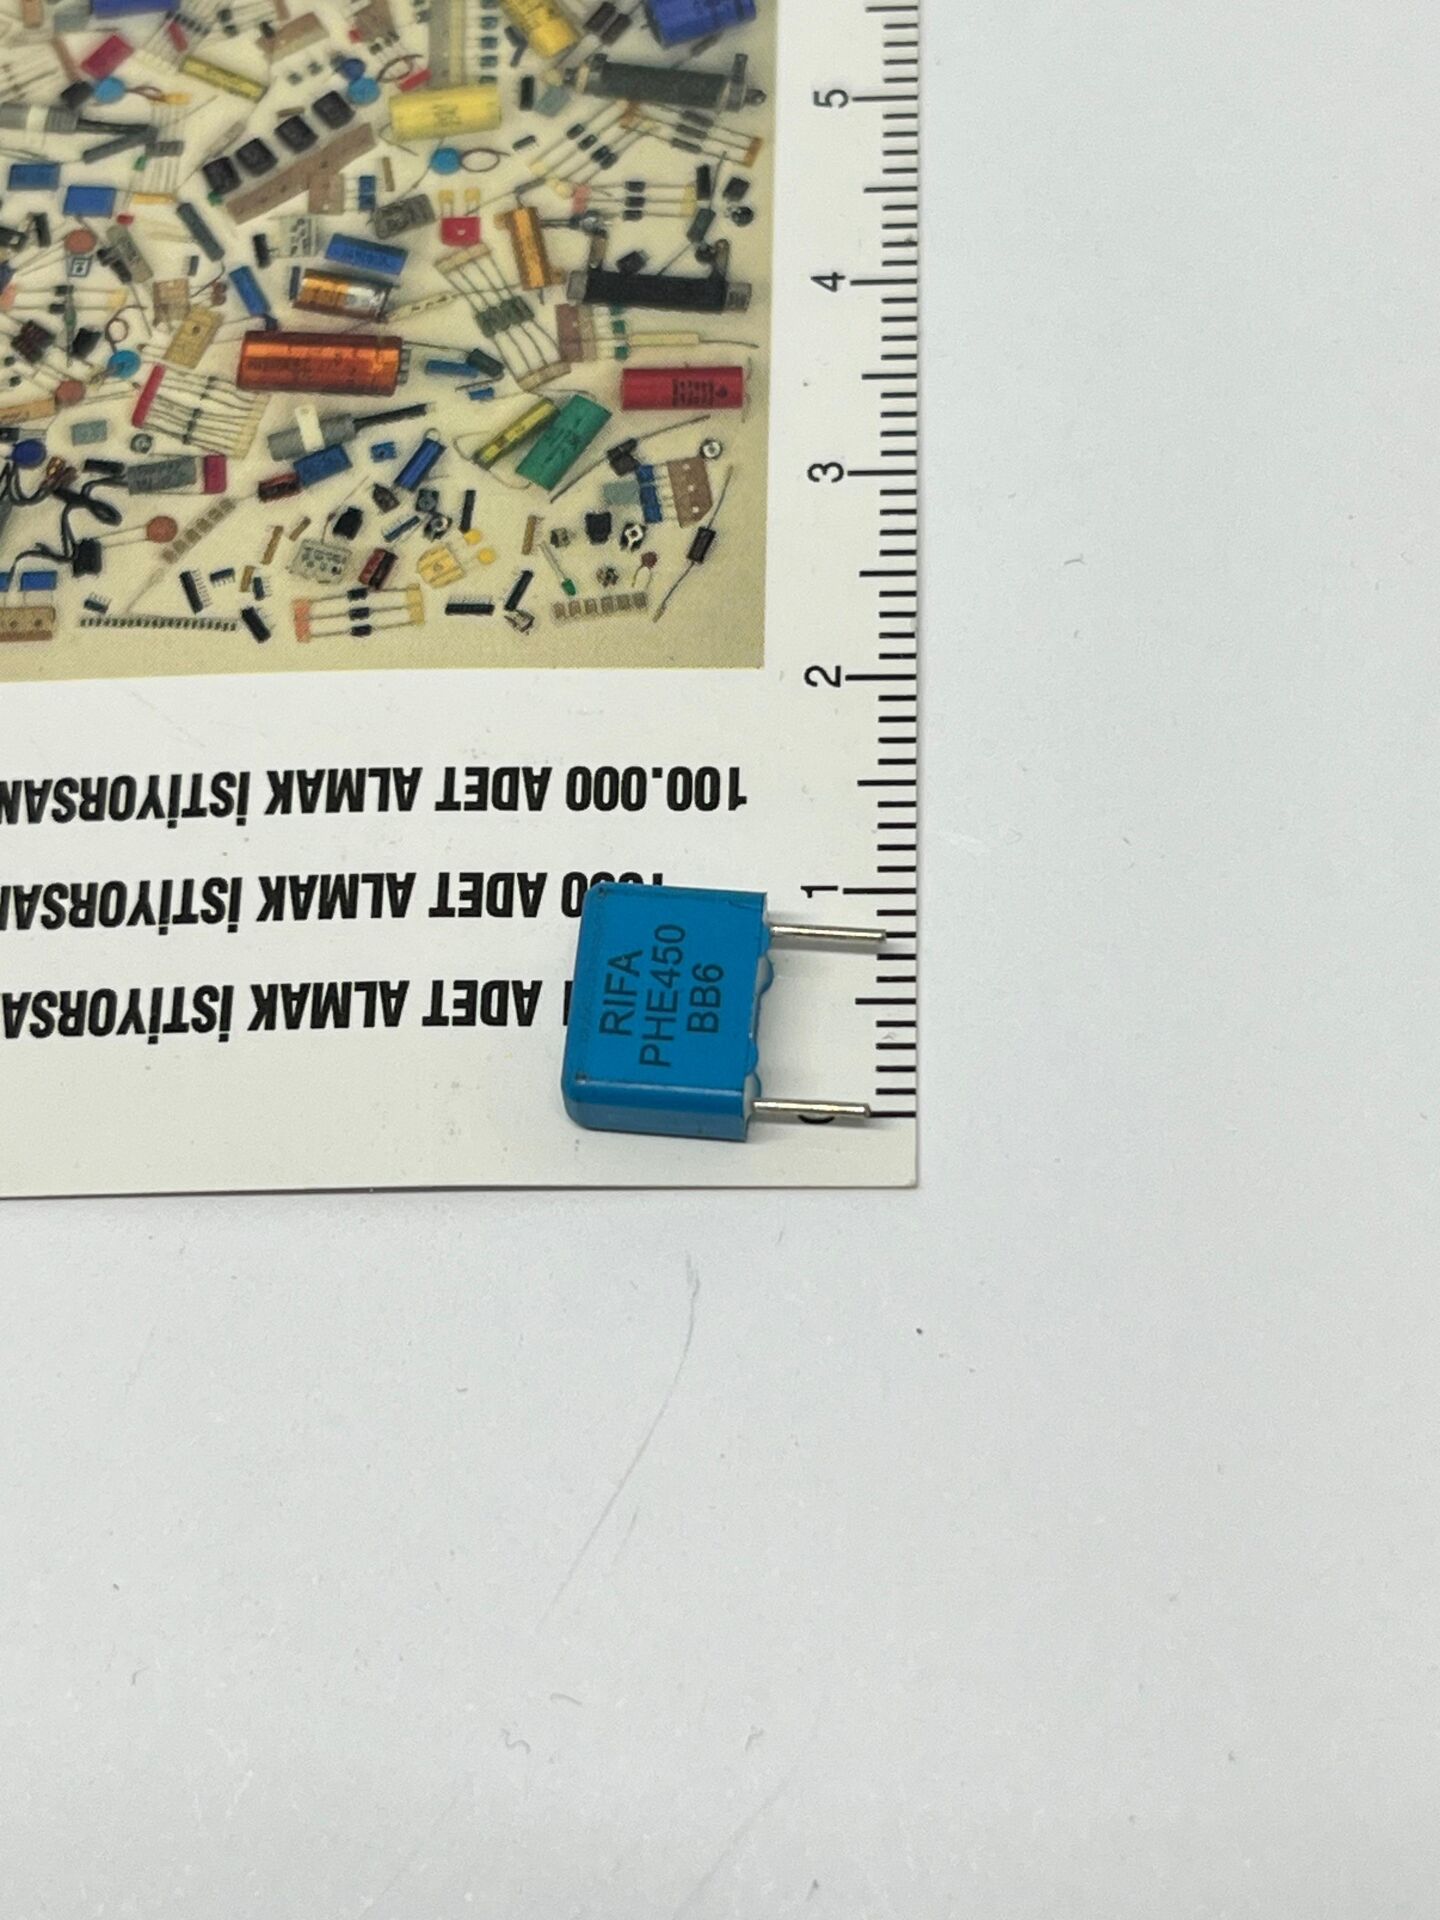 5
4
3
2
1
0
100.000 ADET ALMAK İSTİYORSAN
ADET ALMAK İSTİYORSAN
ADET ALMAK İSTİYORSA
RIFA
PHE450
BB6